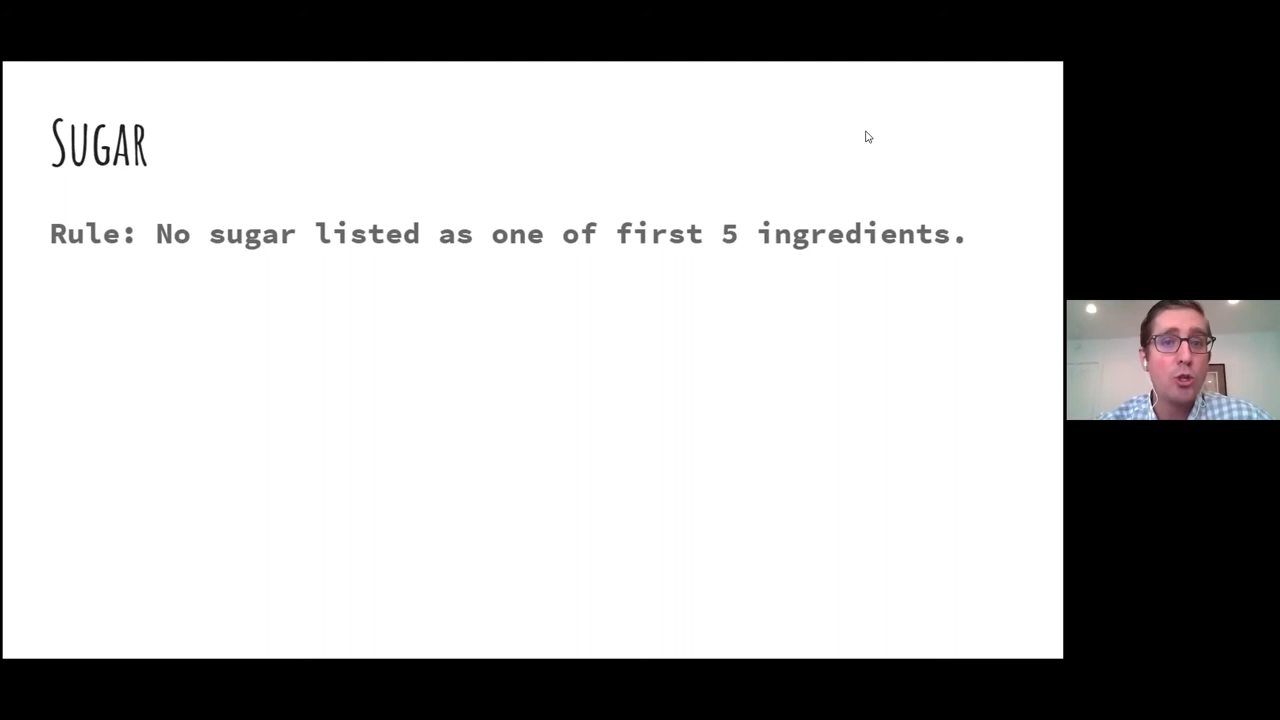 Sugar
Rule: No sugar listed as one of first 5 ingredients.